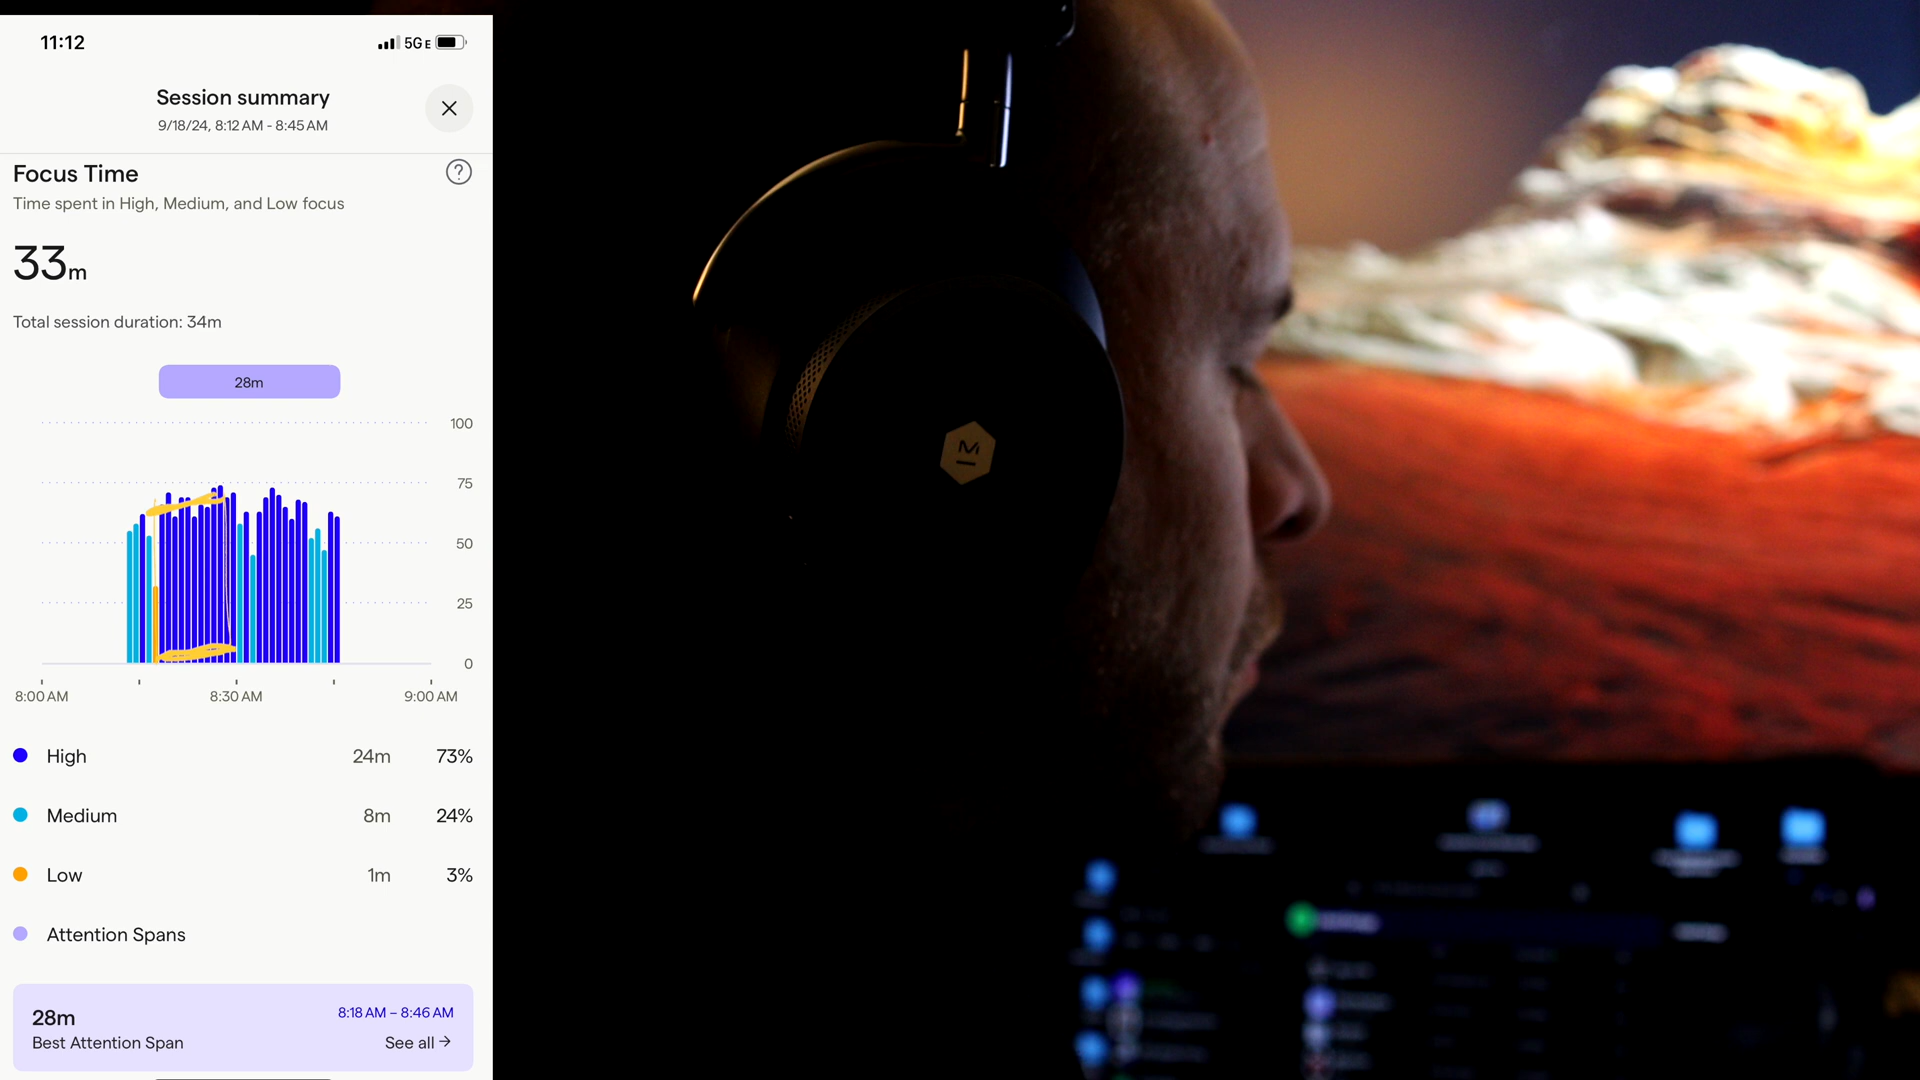 11:12
5GE
Session summary
9/18/24, 8:12 AM - 8:45 AM
Focus Time
?
Time spent in High, Medium, and Low focus
33m
Total session duration: 34m
28m
100
75
50
25
0
8:00 AM 8:30 AM 9:00 AM
High 24m 73%
Medium 8m 24%
Low 1m 3%
Attention Spans
28m 8:18 AM – 8:46 AM
Best Attention Span See all →
M